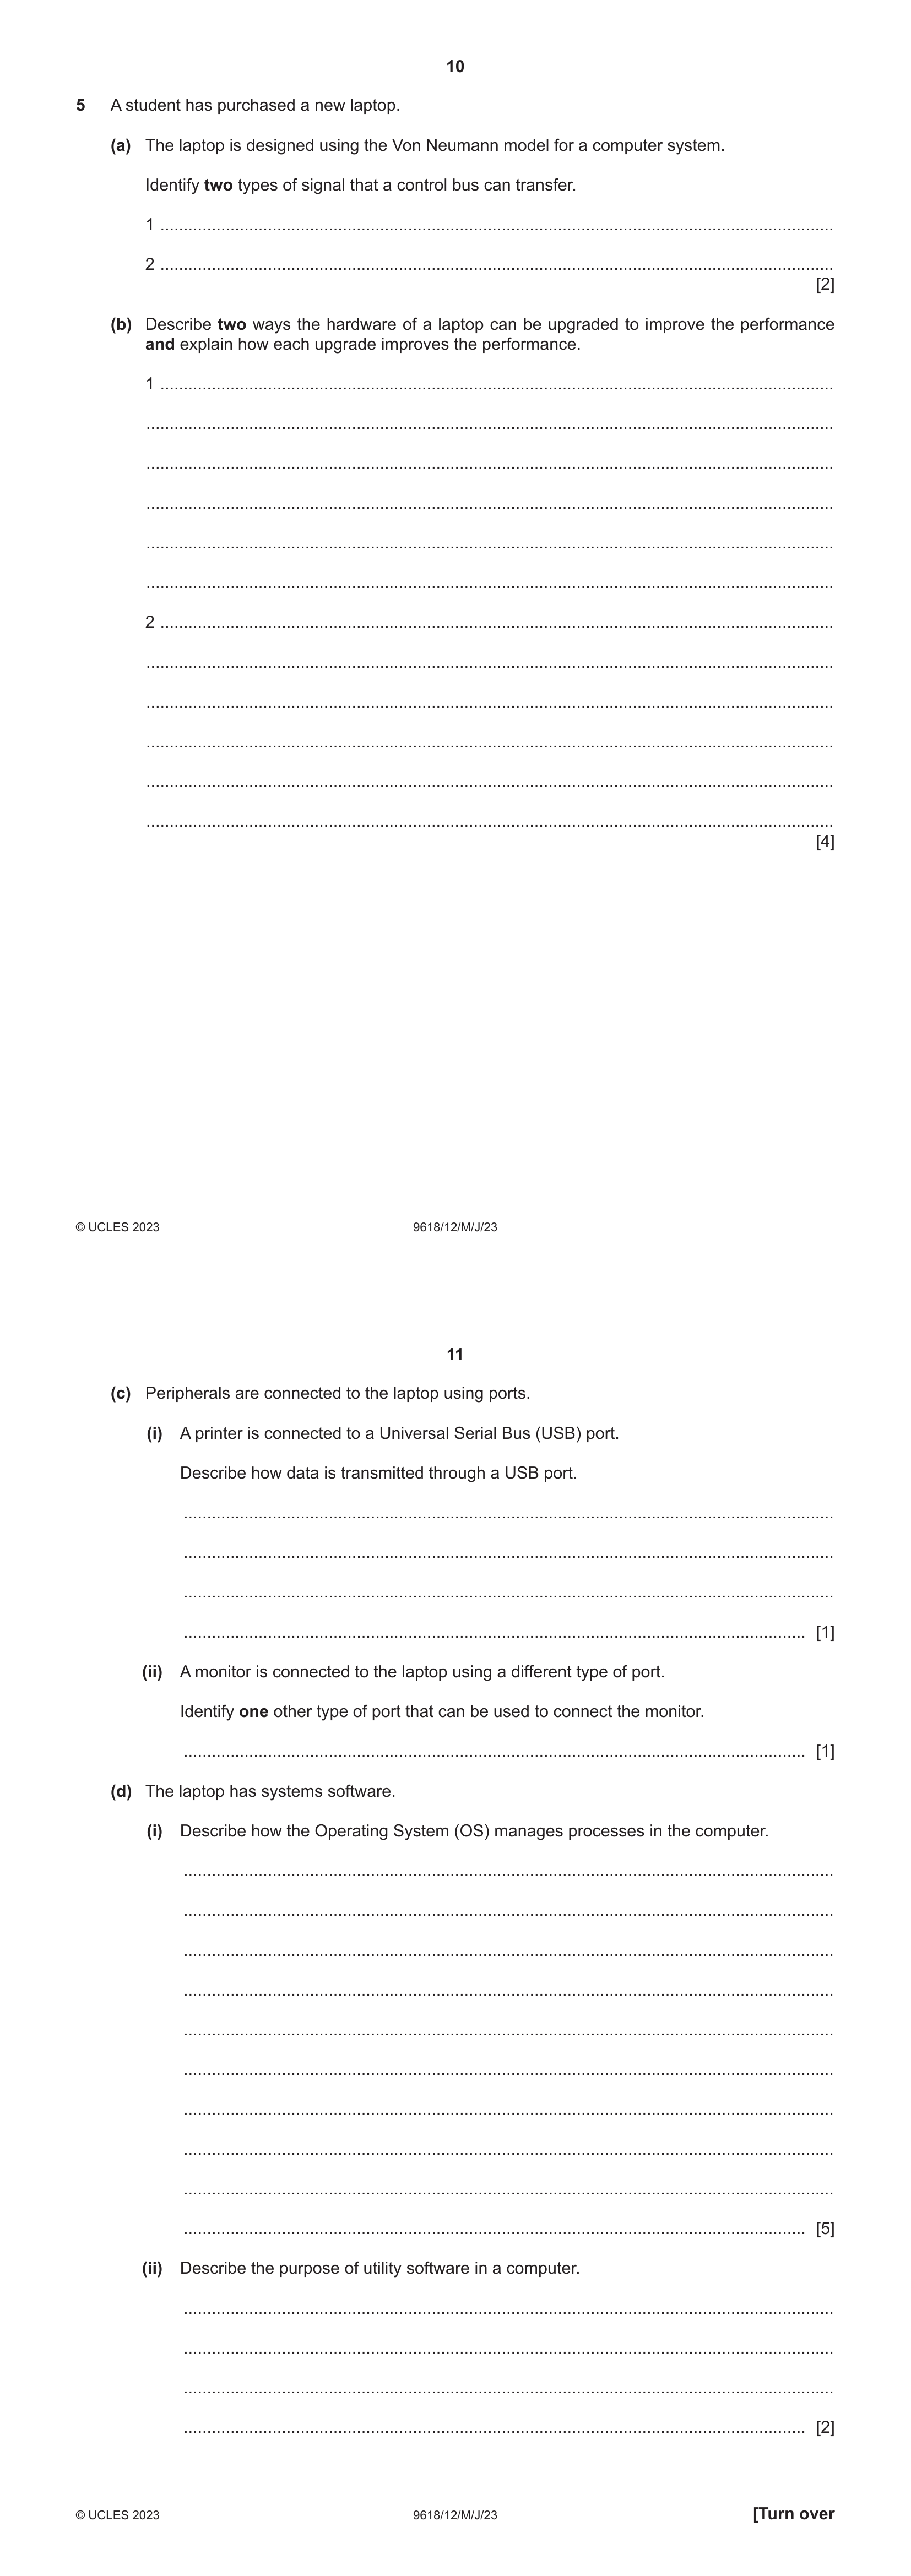 10
5 A student has purchased a new laptop.
(a) The laptop is designed using the Von Neumann model for a computer system.
Identify two types of signal that a control bus can transfer.
1 ........................................................................................................................................
2 ........................................................................................................................................
[2]
(b) Describe two ways the hardware of a laptop can be upgraded to improve the performance
and explain how each upgrade improves the performance.
1 ........................................................................................................................................
...........................................................................................................................................
...........................................................................................................................................
...........................................................................................................................................
...........................................................................................................................................
...........................................................................................................................................
2 ........................................................................................................................................
...........................................................................................................................................
...........................................................................................................................................
...........................................................................................................................................
...........................................................................................................................................
...........................................................................................................................................
[4]
© UCLES 2023 9618/12/M/J/23
11
(c) Peripherals are connected to the laptop using ports.
(i) A printer is connected to a Universal Serial Bus (USB) port.
Describe how data is transmitted through a USB port.
...................................................................................................................................
...................................................................................................................................
...................................................................................................................................
............................................................................................................................. [1]
(ii) A monitor is connected to the laptop using a different type of port.
Identify one other type of port that can be used to connect the monitor.
............................................................................................................................. [1]
(d) The laptop has systems software.
(i) Describe how the Operating System (OS) manages processes in the computer.
...................................................................................................................................
...................................................................................................................................
...................................................................................................................................
...................................................................................................................................
...................................................................................................................................
...................................................................................................................................
...................................................................................................................................
...................................................................................................................................
...................................................................................................................................
............................................................................................................................. [5]
(ii) Describe the purpose of utility software in a computer.
...................................................................................................................................
...................................................................................................................................
...................................................................................................................................
............................................................................................................................. [2]
© UCLES 2023 9618/12/M/J/23 [Turn over